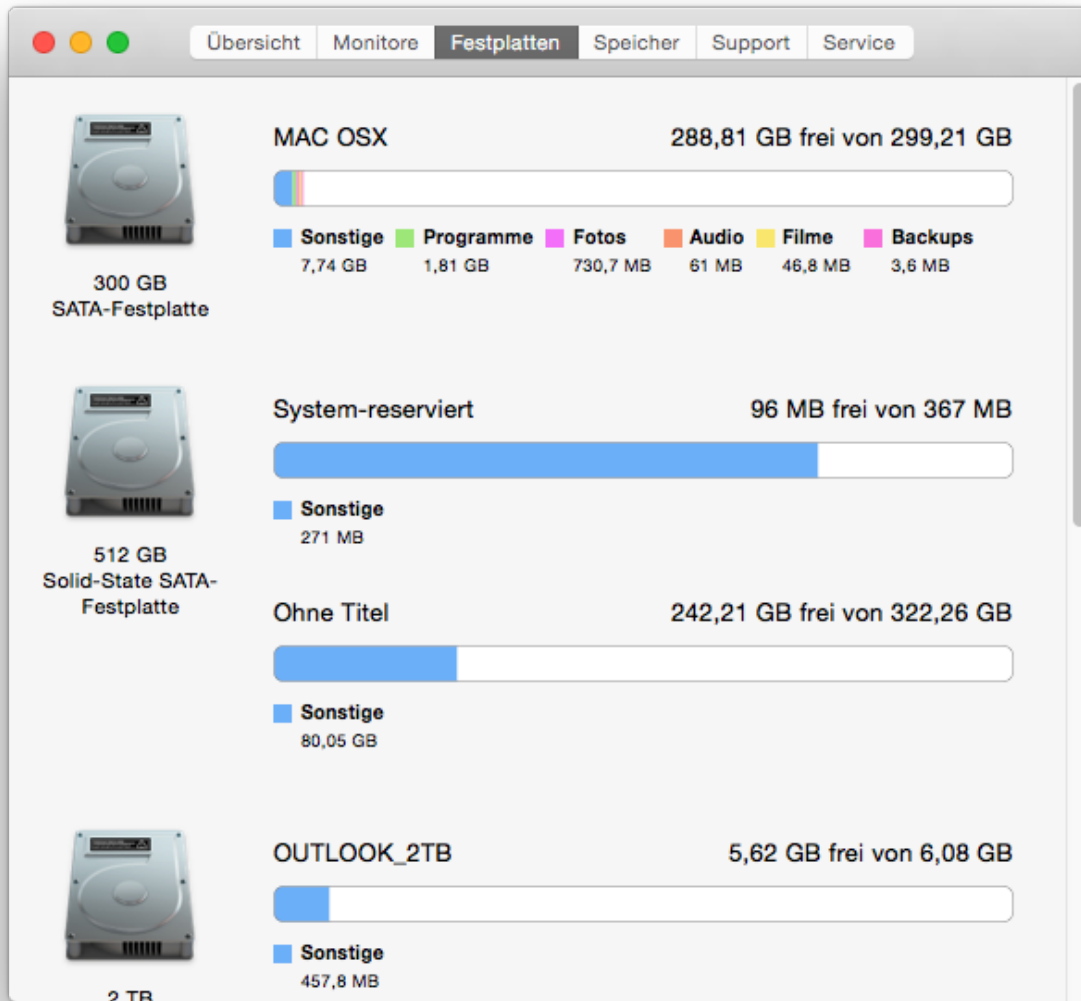 Übersicht Monitore Festplatten Speicher Support Service
MAC OSX 288,81 GB frei von 299,21 GB
Sonstige Programme Fotos Audio Filme Backups
7,74 GB 1,81 GB 730,7 MB 61 MB 46,8 MB 3,6 MB
300 GB
SATA-Festplatte
System-reserviert 96 MB frei von 367 MB
Sonstige
271 MB
512 GB
Solid-State SATA-
Festplatte
Ohne Titel 242,21 GB frei von 322,26 GB
Sonstige
80,05 GB
OUTLOOK_2TB 5,62 GB frei von 6,08 GB
Sonstige
457,8 MB
2 TB